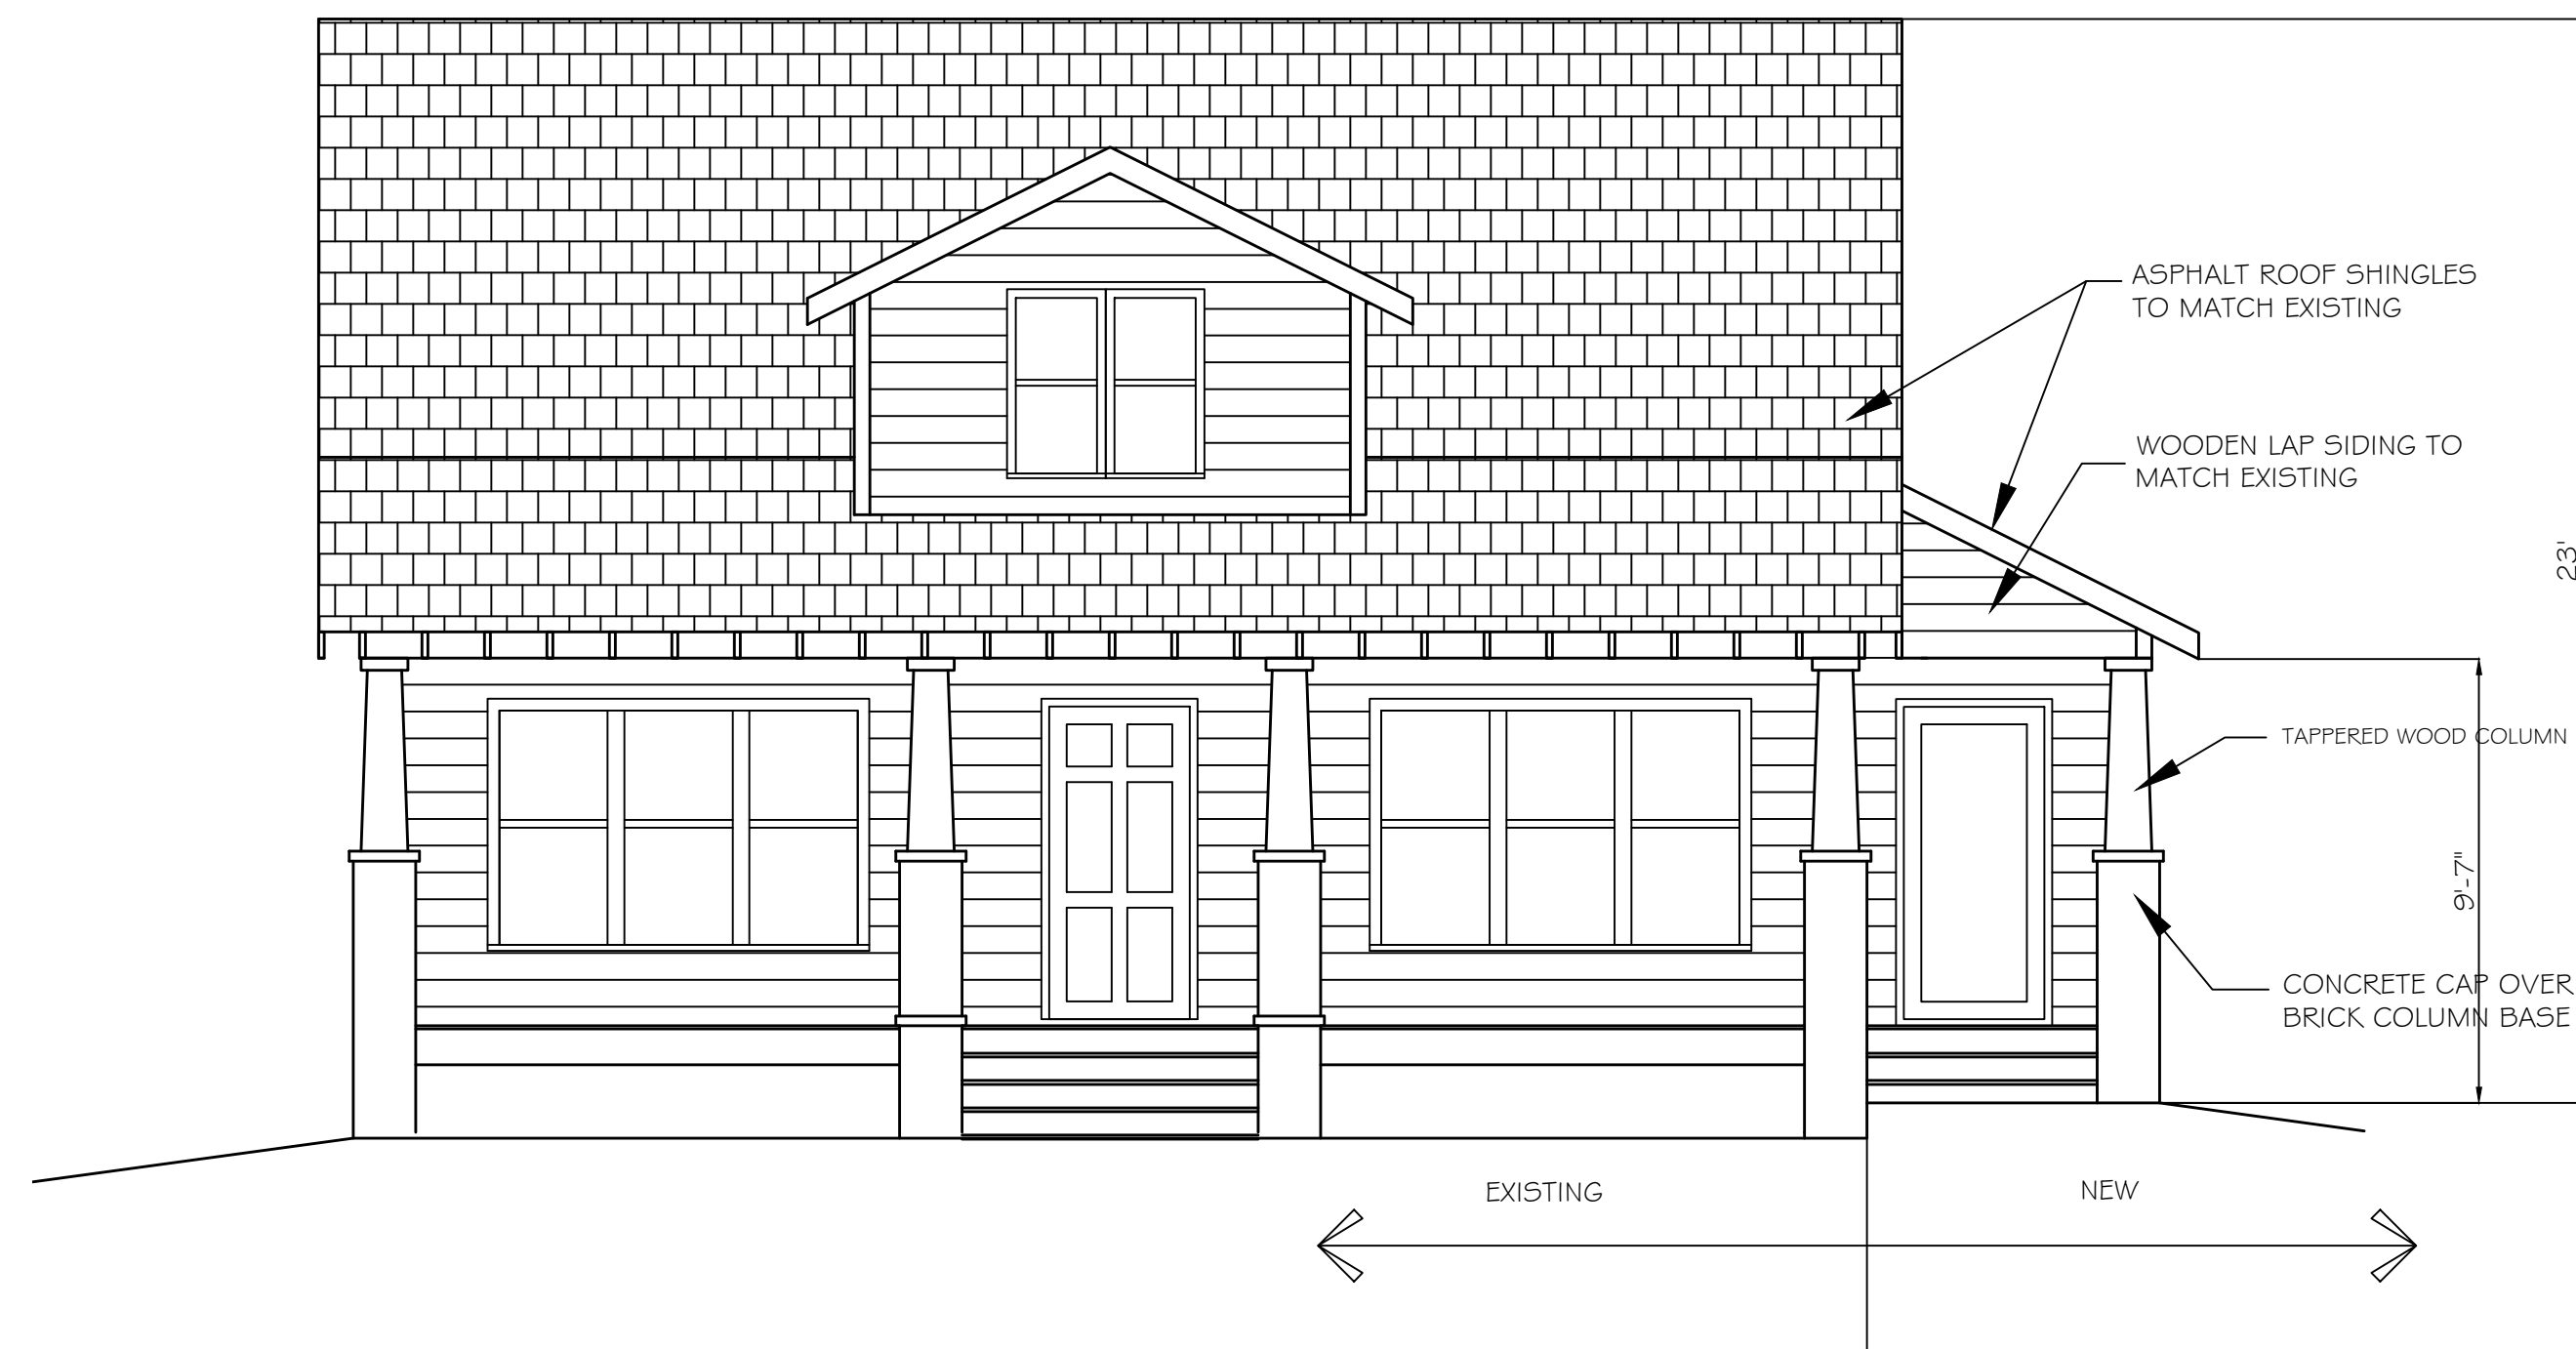 ASPHALT ROOF SHINGLES
TO MATCH EXISTING
WOODEN LAP SIDING TO
MATCH EXISTING
23'
TAPPERED WOOD COLUMN
9'-7"
CONCRETE CAP OVER
BRICK COLUMN BASE
EXISTING
NEW